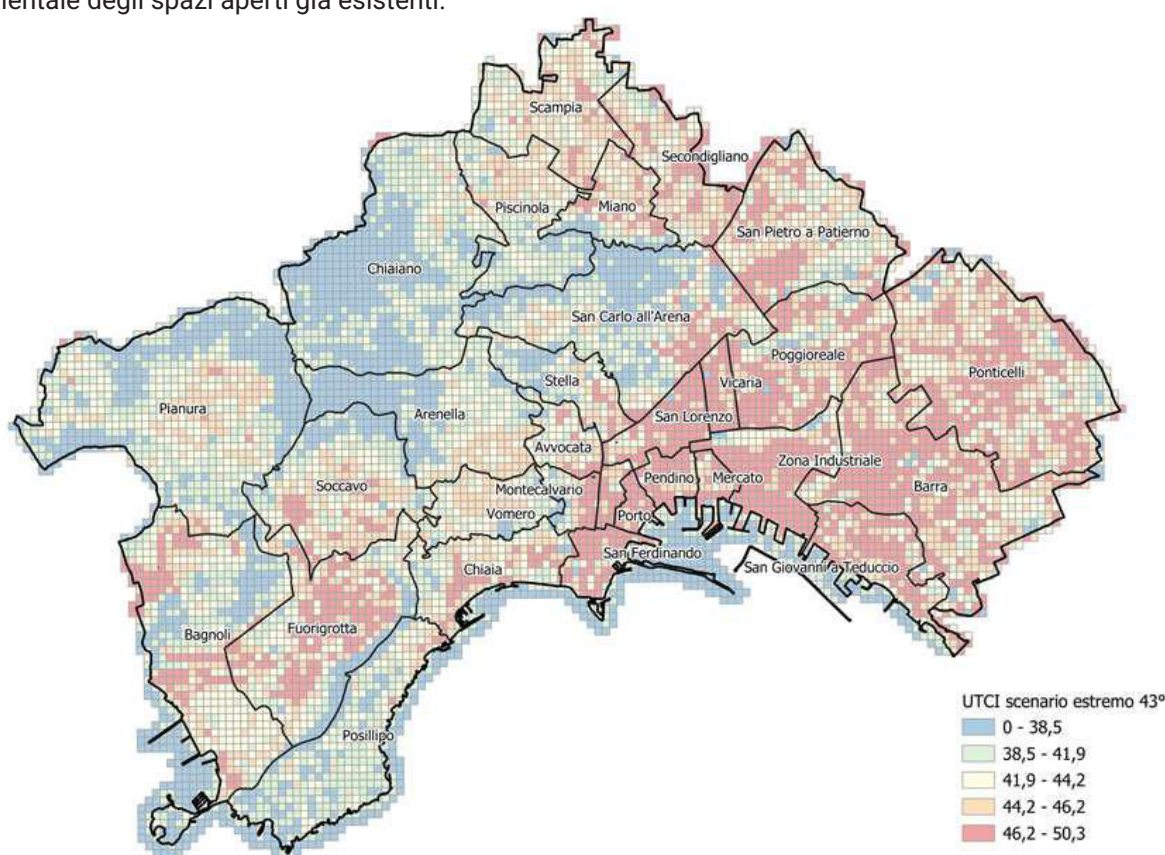 mentale degli spazi aperti già esistenti.
Scampia
Secondigliano
Piscinola
Miano
San Pietro a Patierno
Chiaiano
San Carlo all'Arena
Poggioreale
Ponticelli
Stella
Vicaria
Pianura
Arenella
San Lorenzo
Avvocata
Zona Industriale
Soccavo
Pendino
Mercato
Barra
Montecalvario
Vomero
Porto
San Ferdinando
Chiaia
San Giovanni a Teduccio
Bagnoli
Fuorigrotta
Posillipo
UTCI scenario estremo 43°
0 - 38,5
38,5 - 41,9
41,9 - 44,2
44,2 - 46,2
46,2 - 50,3